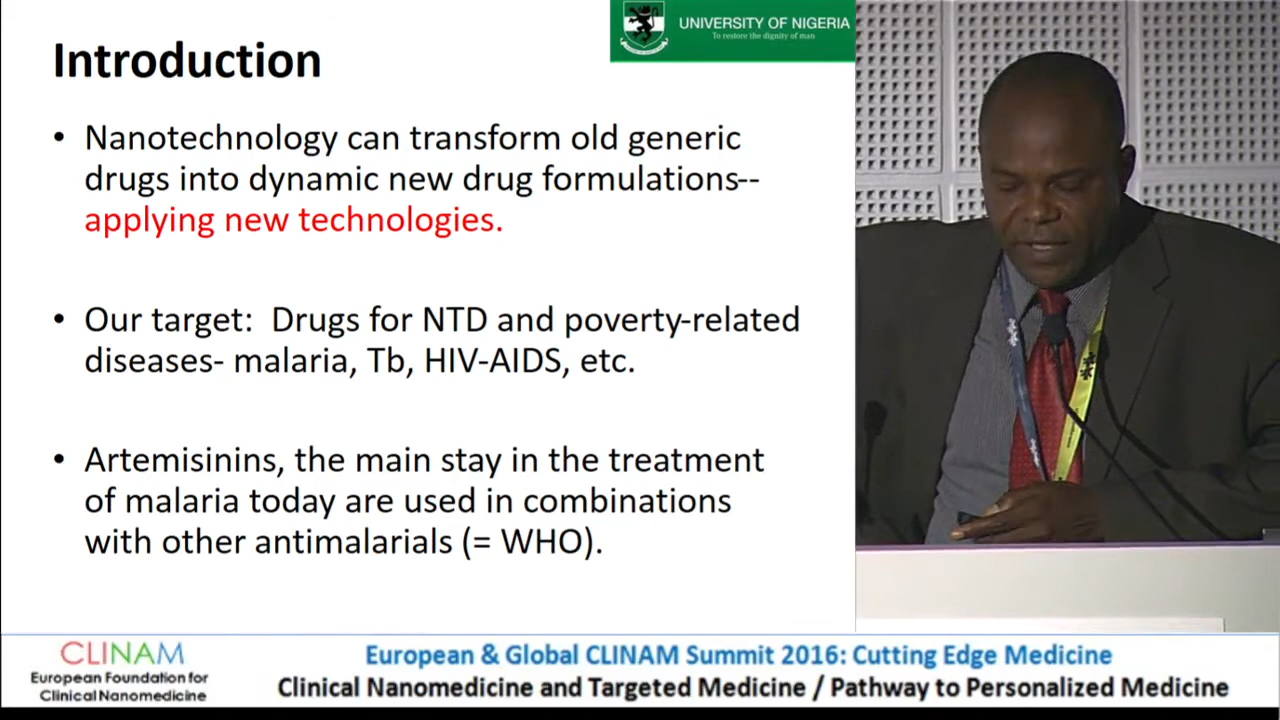 UNIVERSITY OF NIGERIA
To restore the dignity of man
Introduction
• Nanotechnology can transform old generic
drugs into dynamic new drug formulations--
applying new technologies.
• Our target:  Drugs for NTD and poverty-related
diseases- malaria, Tb, HIV-AIDS, etc.
• Artemisinins, the main stay in the treatment
of malaria today are used in combinations
with other antimalarials (= WHO).
CLINAM
European Foundation for
Clinical Nanomedicine
European & Global CLINAM Summit 2016: Cutting Edge Medicine
Clinical Nanomedicine and Targeted Medicine / Pathway to Personalized Medicine